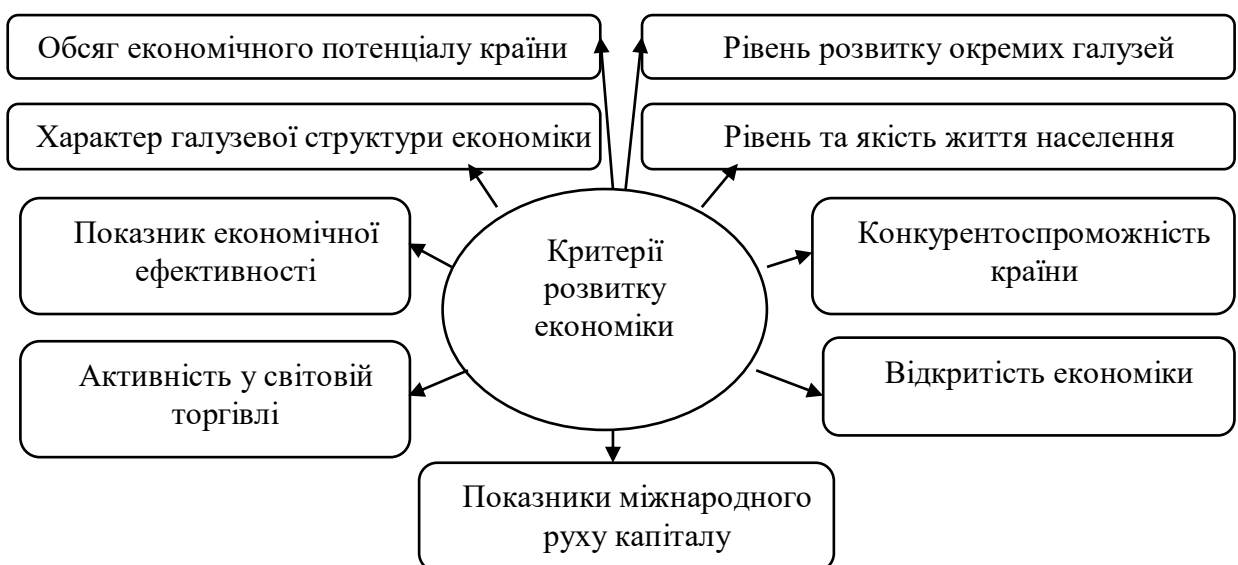 Обсяг економічного потенціалу країни
Рівень розвитку окремих галузей
Характер галузевої структури економіки
Рівень та якість життя населення
Показник економічної
ефективності
Критерії
розвитку
економіки
Конкурентоспроможність
країни
Активність у світовій
торгівлі
Відкритість економіки
Показники міжнародного
руху капіталу